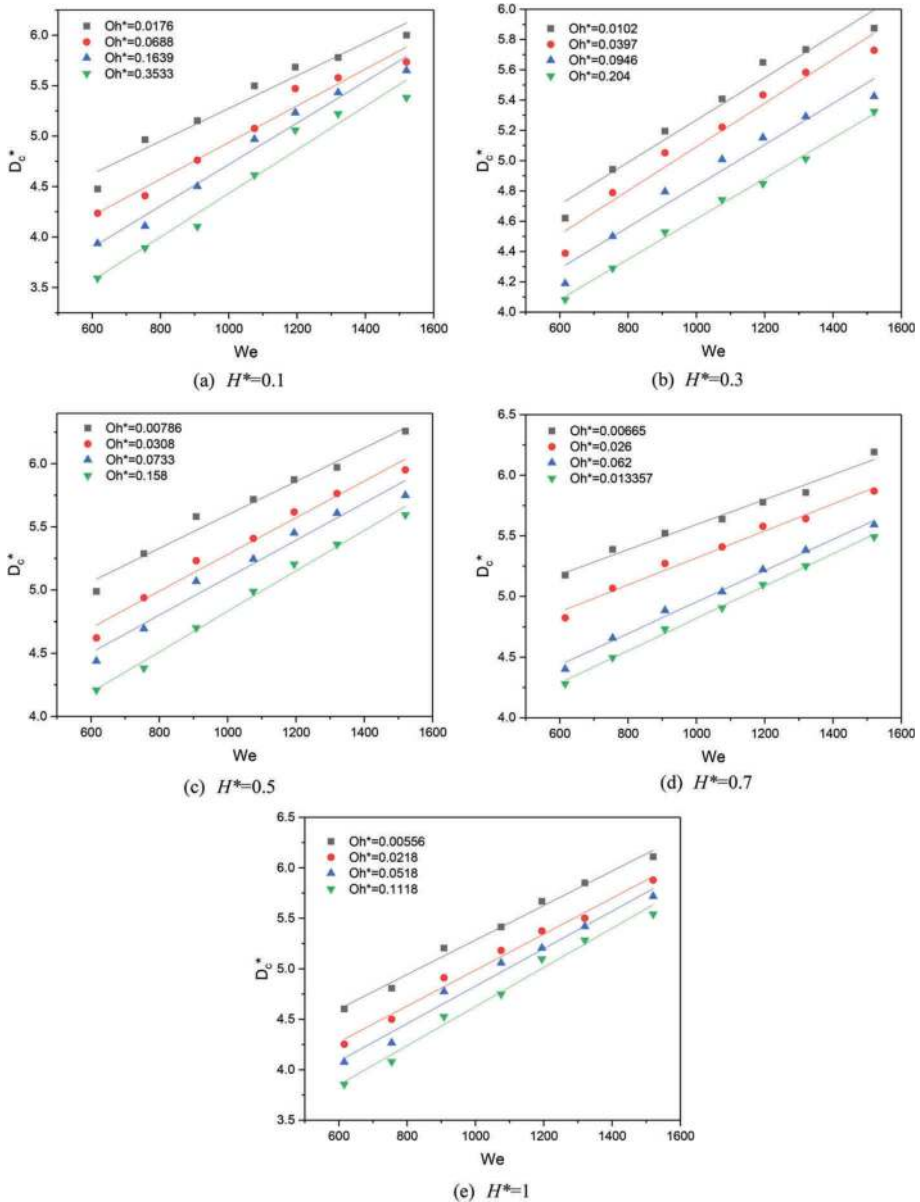 Oh*=0.0176
Oh*=0.0688
Oh*=0.1639
Oh*=0.3533
6.0
5.5
5.0
4.5
4.0
3.5
D_c*
600 800 1000 1200 1400 1600
We
(a) H*=0.1
Oh*=0.0102
Oh*=0.0397
Oh*=0.0946
Oh*=0.204
6.0
5.8
5.6
5.4
5.2
5.0
4.8
4.6
4.4
4.2
4.0
D_c*
600 800 1000 1200 1400 1600
We
(b) H*=0.3
Oh*=0.00786
Oh*=0.0308
Oh*=0.0733
Oh*=0.158
6.0
5.5
5.0
4.5
4.0
D_c*
600 800 1000 1200 1400 1600
We
(c) H*=0.5
Oh*=0.00665
Oh*=0.026
Oh*=0.062
Oh*=0.013357
6.5
6.0
5.5
5.0
4.5
4.0
D_c*
600 800 1000 1200 1400 1600
We
(d) H*=0.7
Oh*=0.00556
Oh*=0.0218
Oh*=0.0518
Oh*=0.1118
6.5
6.0
5.5
5.0
4.5
4.0
3.5
D_c*
600 800 1000 1200 1400 1600
We
(e) H*=1